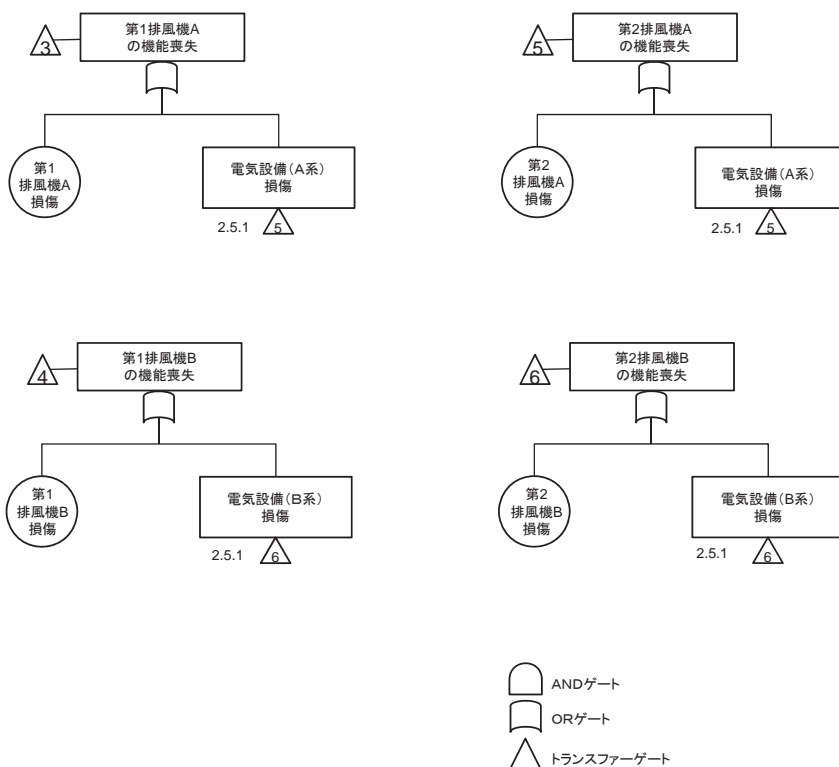 3
第1排風機A
の機能喪失
第1
排風機A
損傷
電気設備(A系)
損傷
2.5.1
5
5
第2排風機A
の機能喪失
第2
排風機A
損傷
電気設備(A系)
損傷
2.5.1
5
4
第1排風機B
の機能喪失
第1
排風機B
損傷
電気設備(B系)
損傷
2.5.1
6
6
第2排風機B
の機能喪失
第2
排風機B
損傷
電気設備(B系)
損傷
2.5.1
6
ANDゲート
ORゲート
トランスファーゲート